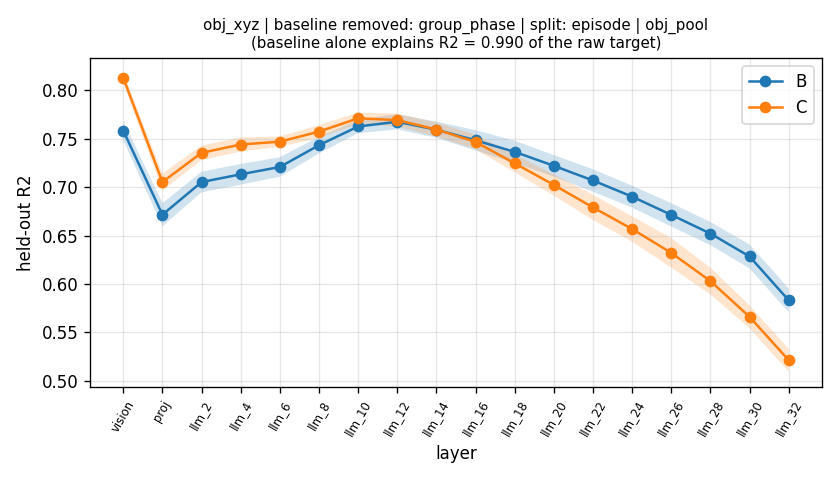 obj_xyz | baseline removed: group_phase | split: episode | obj_pool
(baseline alone explains R2 = 0.990 of the raw target)
B
C
0.80
0.75
0.70
0.65
0.60
0.55
0.50
held-out R2
vision
proj
llm_2
llm_4
llm_6
llm_8
llm_10
llm_12
llm_14
llm_16
llm_18
llm_20
llm_22
llm_24
llm_26
llm_28
llm_30
llm_32
layer